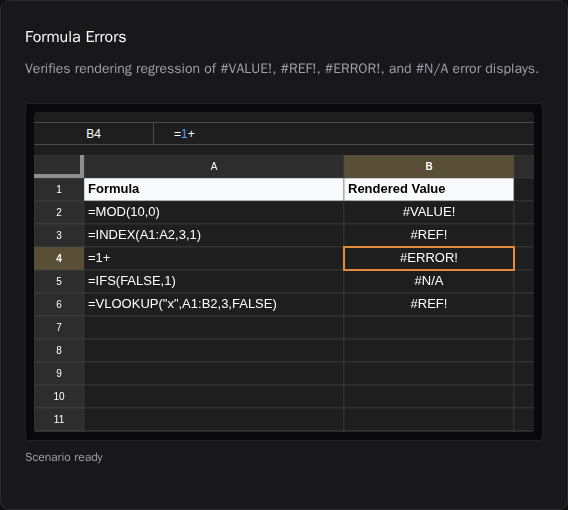 Formula Errors
Verifies rendering regression of #VALUE!, #REF!, #ERROR!, and #N/A error displays.
B4 =1+
A B
1 Formula Rendered Value
2 =MOD(10,0) #VALUE!
3 =INDEX(A1:A2,3,1) #REF!
4 =1+ #ERROR!
5 =IFS(FALSE,1) #N/A
6 =VLOOKUP("x",A1:B2,3,FALSE) #REF!
7
8
9
10
11
Scenario ready